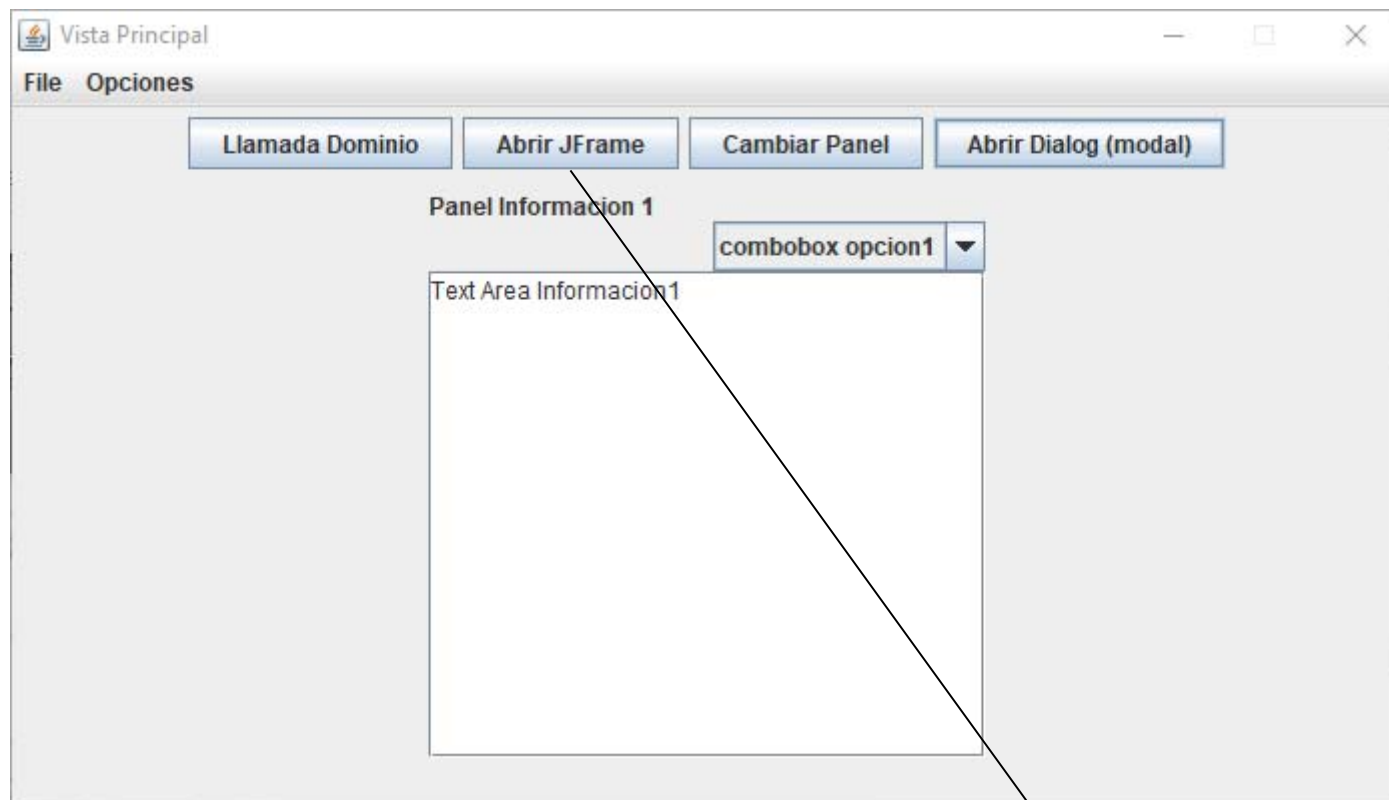 Vista Principal
File Opciones
Llamada Dominio Abrir JFrame Cambiar Panel Abrir Dialog (modal)
Panel Informacion 1
combobox opcion1
Text Area Informacion1